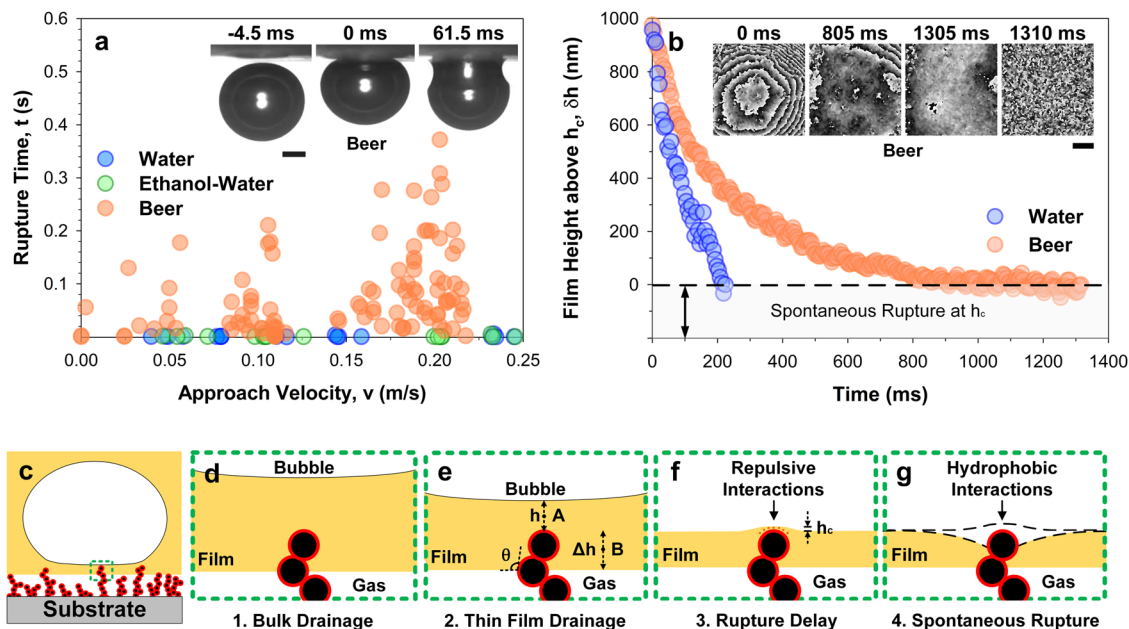 a
-4.5 ms 0 ms 61.5 ms
Beer
Water
Ethanol-Water
Beer
Rupture Time, t (s)
0.6
0.5
0.4
0.3
0.2
0.1
0.00 0.05 0.10 0.15 0.20 0.25
Approach Velocity, v (m/s)
b
0 ms 805 ms 1305 ms 1310 ms
Beer
Water
Beer
Film Height above hc, δh (nm)
1000
800
600
400
200
0
Spontaneous Rupture at hc
0 200 400 600 800 1000 1200 1400
Time (ms)
c
Substrate
d
Bubble
Film
Gas
1. Bulk Drainage
e
Bubble
h A
θ Δh B
Film
Gas
2. Thin Film Drainage
f
Repulsive
Interactions
hc
Film
Gas
3. Rupture Delay
g
Hydrophobic
Interactions
Film
Gas
4. Spontaneous Rupture